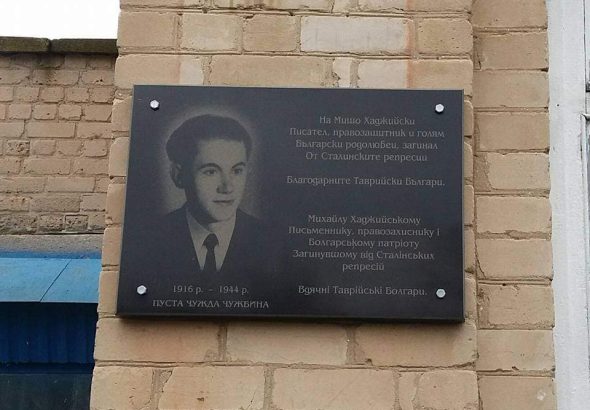 На Мишо Хаджийски
Писател, правозащитник и голям
Български родолюбец, загинал
От Сталинските репресии
Благодарните Таврийски Българи.
Михайлу Хаджийському
Письменнику, правозахиснику і
Болгарському патріоту
Загинувшому від Сталінських
репресій
Вдячні Таврійські Болгари.
1916 р. – 1944 р.
ПУСТА ЧУЖДА ЧУЖБИНА